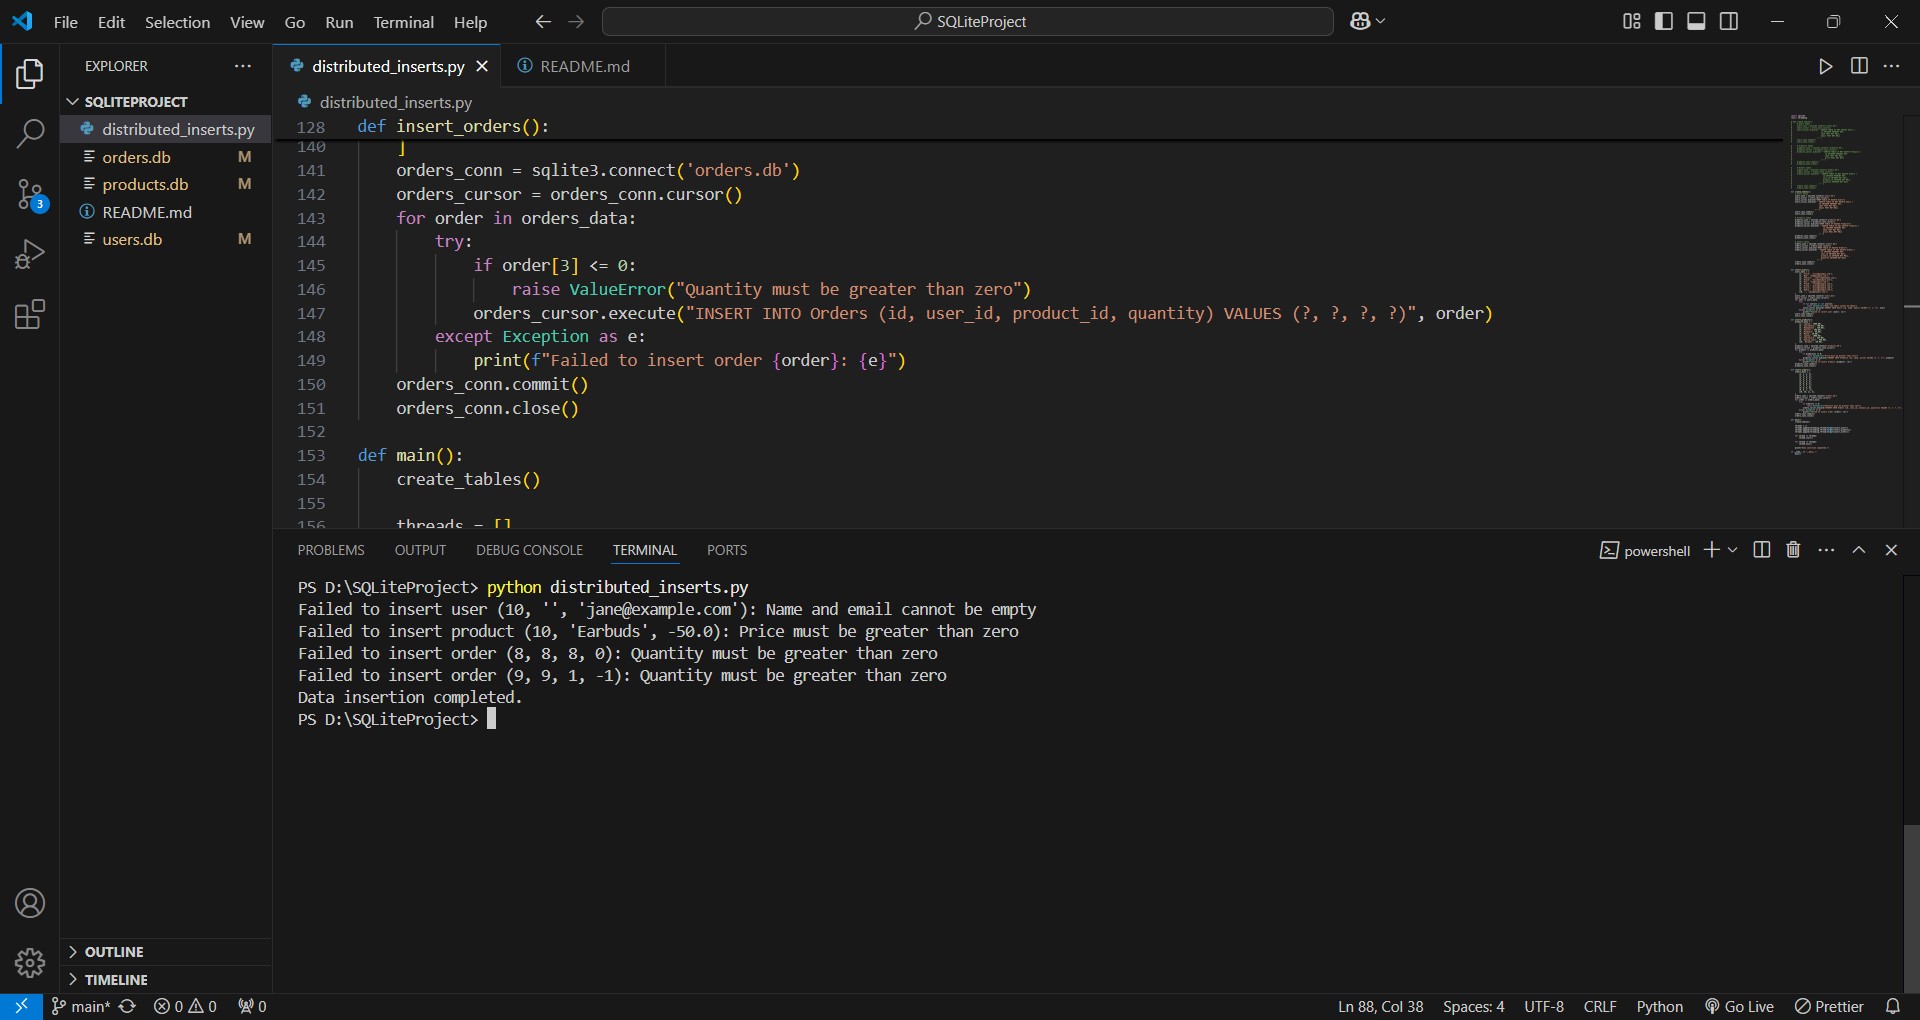 File Edit Selection View Go Run Terminal Help SQLiteProject
EXPLORER
SQLITEPROJECT
distributed_inserts.py
orders.db M
products.db M
README.md
users.db M
3
OUTLINE
TIMELINE
distributed_inserts.py README.md
distributed_inserts.py
128 def insert_orders():
140 ]
141 orders_conn = sqlite3.connect('orders.db')
142 orders_cursor = orders_conn.cursor()
143 for order in orders_data:
144 try:
145 if order[3] <= 0:
146 raise ValueError("Quantity must be greater than zero")
147 orders_cursor.execute("INSERT INTO Orders (id, user_id, product_id, quantity) VALUES (?, ?, ?, ?)", order)
148 except Exception as e:
149 print(f"Failed to insert order {order}: {e}")
150 orders_conn.commit()
151 orders_conn.close()
152
153 def main():
154 create_tables()
155
156 threads = []
PROBLEMS OUTPUT DEBUG CONSOLE TERMINAL PORTS powershell
PS D:\SQLiteProject> python distributed_inserts.py
Failed to insert user (10, '', 'jane@example.com'): Name and email cannot be empty
Failed to insert product (10, 'Earbuds', -50.0): Price must be greater than zero
Failed to insert order (8, 8, 8, 0): Quantity must be greater than zero
Failed to insert order (9, 9, 1, -1): Quantity must be greater than zero
Data insertion completed.
PS D:\SQLiteProject>
main* 0 0 0 Ln 88, Col 38 Spaces: 4 UTF-8 CRLF Python Go Live Prettier